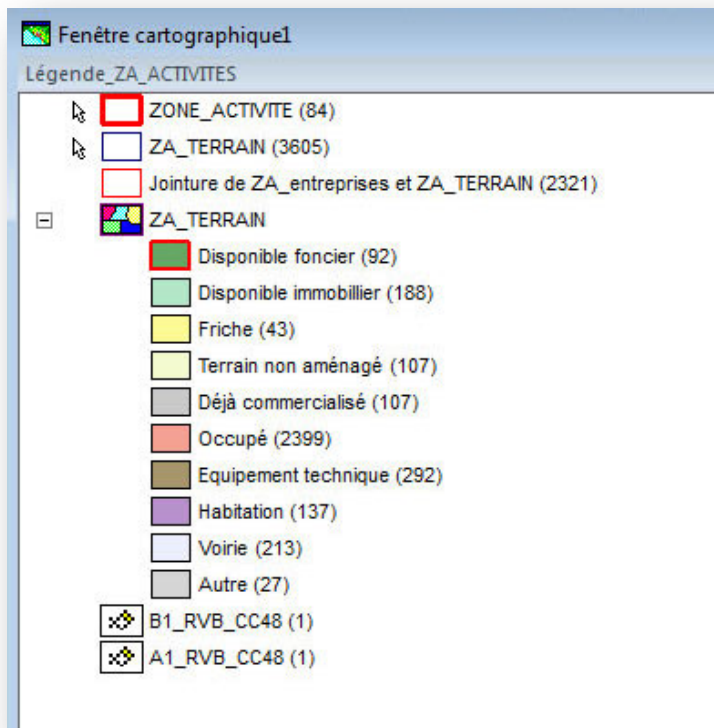 Fenêtre cartographique1
Légende_ZA_ACTIVITES
ZONE_ACTIVITE (84)
ZA_TERRAIN (3605)
Jointure de ZA_entreprises et ZA_TERRAIN (2321)
ZA_TERRAIN
Disponible foncier (92)
Disponible immobillier (188)
Friche (43)
Terrain non aménagé (107)
Déjà commercialisé (107)
Occupé (2399)
Equipement technique (292)
Habitation (137)
Voirie (213)
Autre (27)
B1_RVB_CC48 (1)
A1_RVB_CC48 (1)